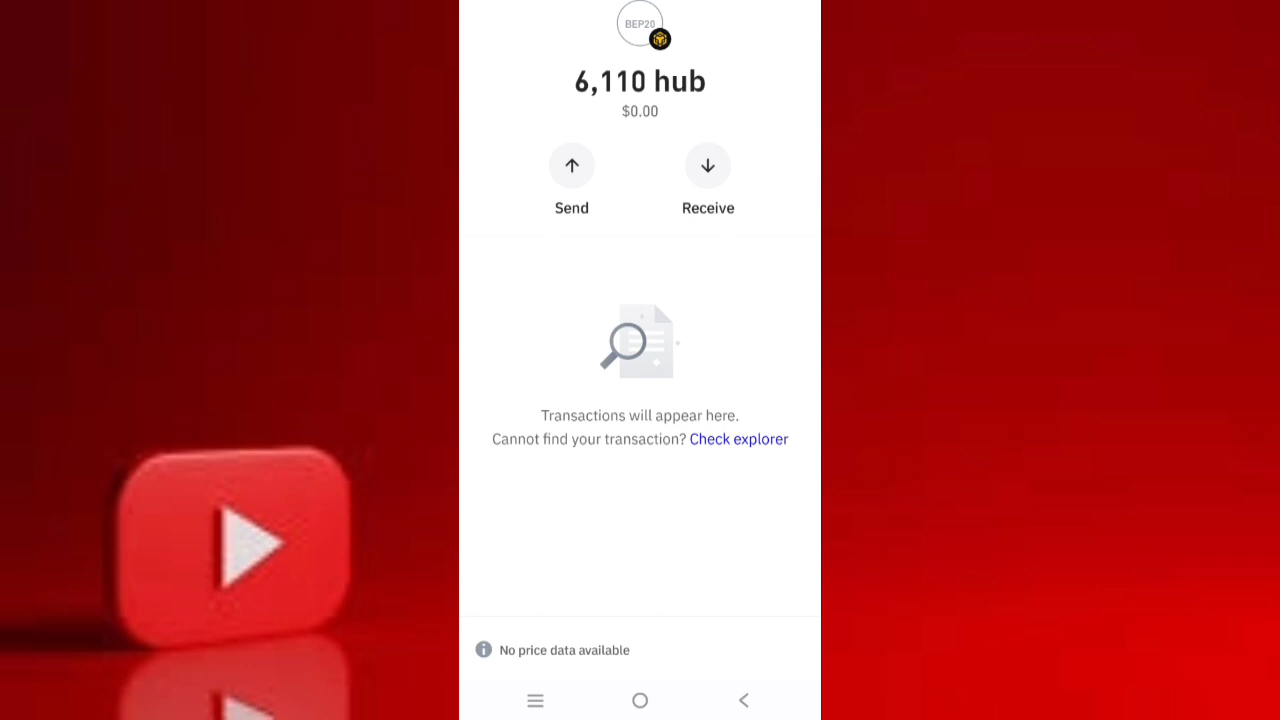 BEP20
6,110 hub
$0.00
Send
Receive
Transactions will appear here.
Cannot find your transaction? Check explorer
No price data available